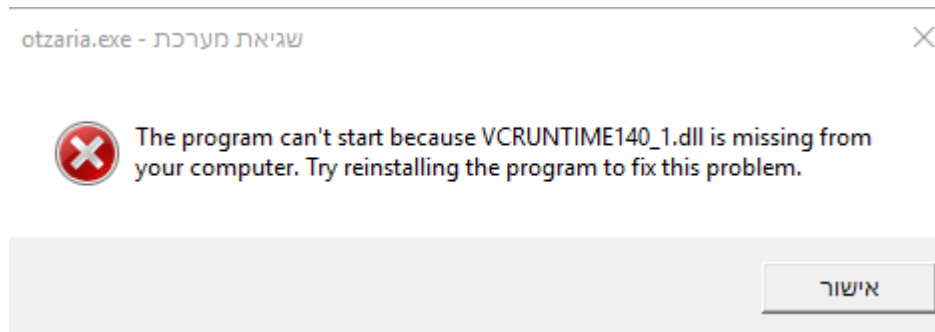 otzaria.exe - שגיאת מערכת
The program can't start because VCRUNTIME140_1.dll is missing from
your computer. Try reinstalling the program to fix this problem.
אישור